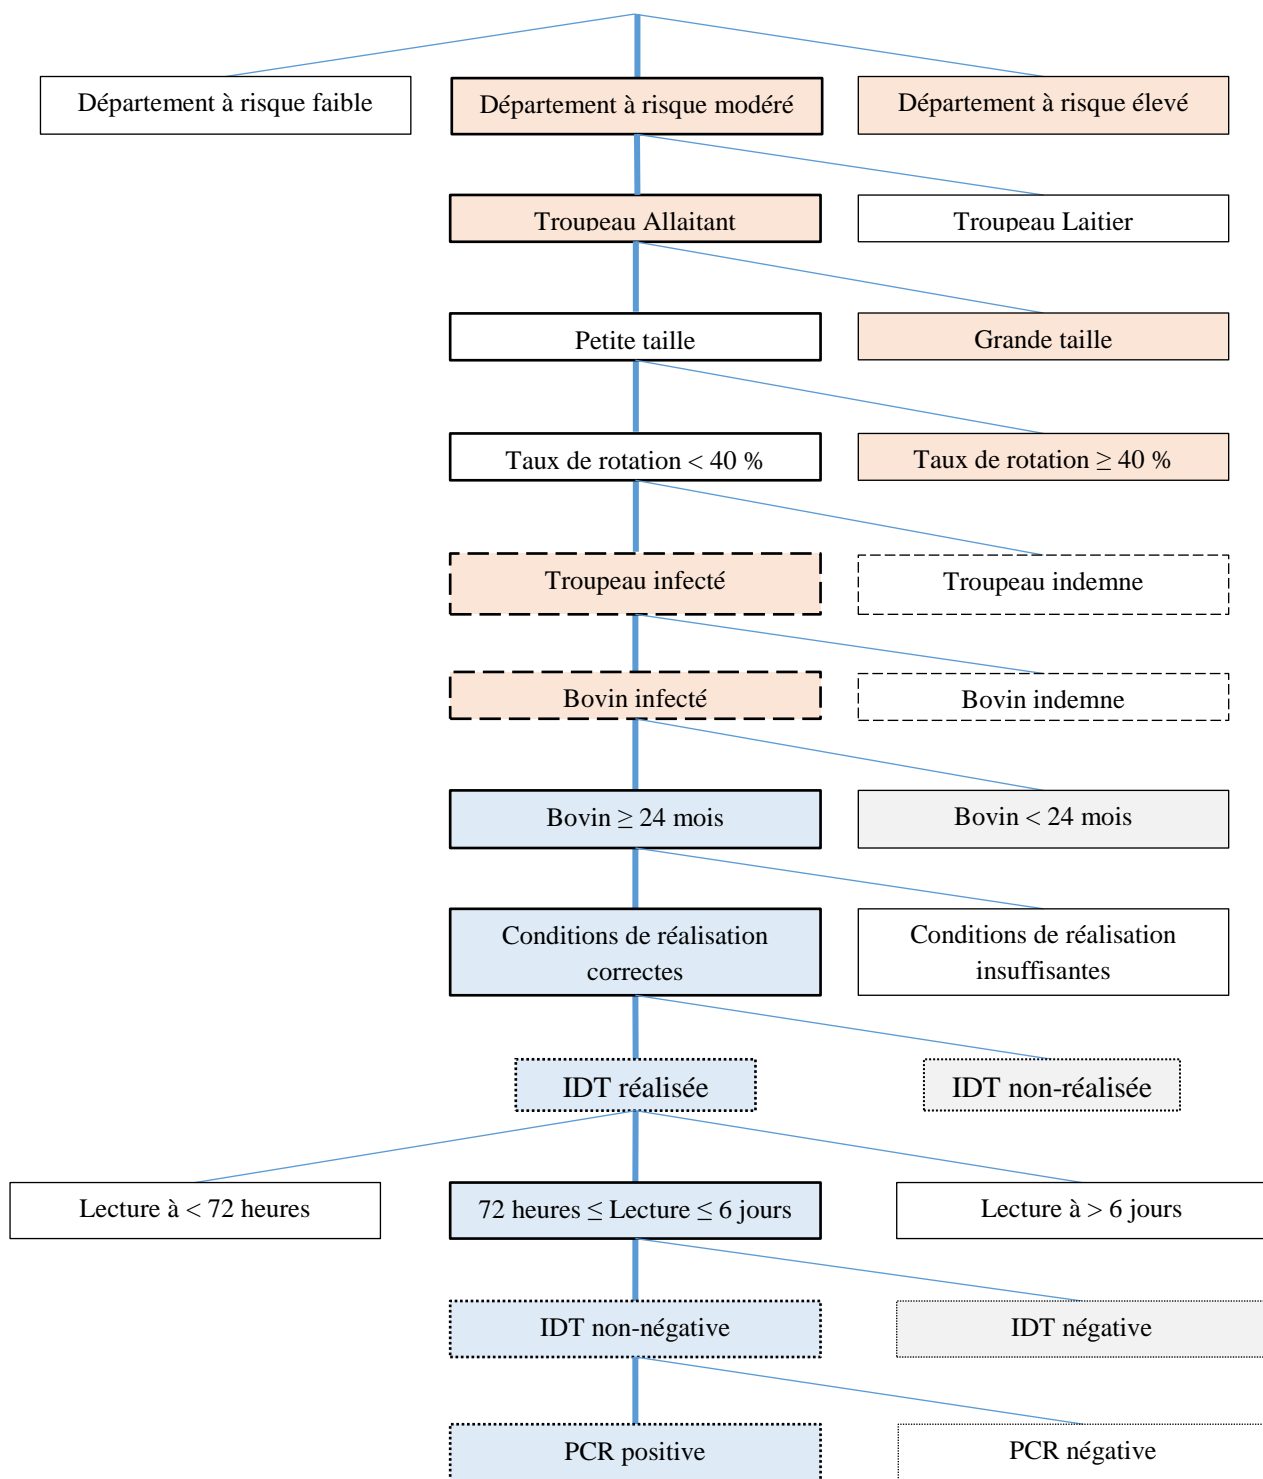 Département à risque faible
Département à risque modéré
Département à risque élevé
Troupeau Allaitant
Troupeau Laitier
Petite taille
Grande taille
Taux de rotation < 40 %
Taux de rotation ≥ 40 %
Troupeau infecté
Troupeau indemne
Bovin infecté
Bovin indemne
Bovin ≥ 24 mois
Bovin < 24 mois
Conditions de réalisation
correctes
Conditions de réalisation
insuffisantes
IDT réalisée
IDT non-réalisée
Lecture à < 72 heures
72 heures ≤ Lecture ≤ 6 jours
Lecture à > 6 jours
IDT non-négative
IDT négative
PCR positive
PCR négative